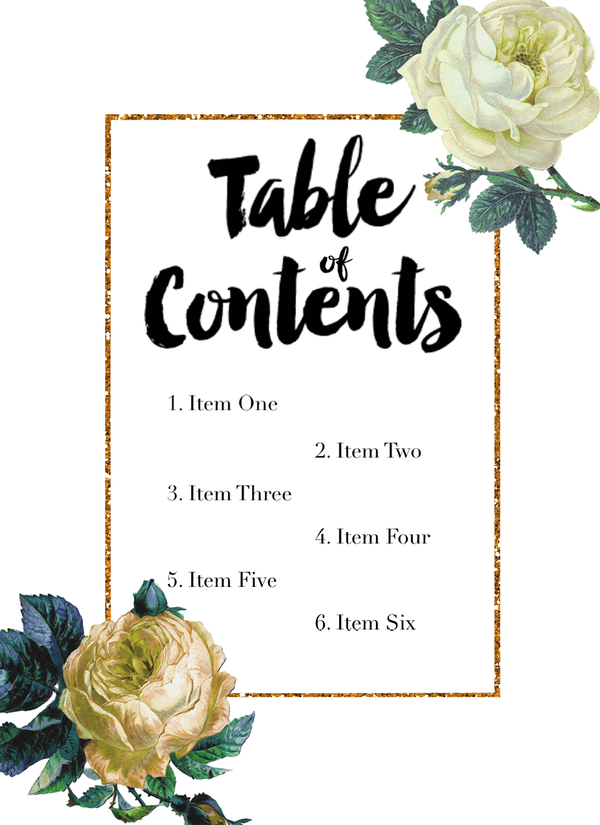 Table
of
Contents
1. Item One
2. Item Two
3. Item Three
4. Item Four
5. Item Five
6. Item Six